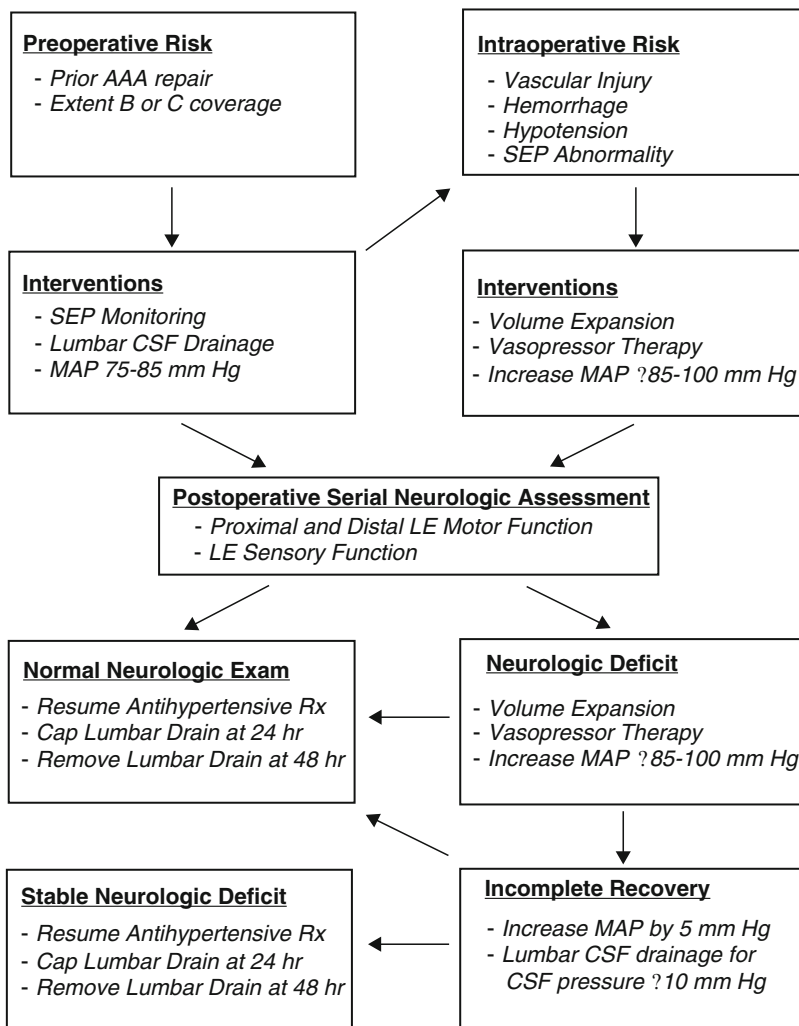 Preoperative Risk
- Prior AAA repair
- Extent B or C coverage
Intraoperative Risk
- Vascular Injury
- Hemorrhage
- Hypotension
- SEP Abnormality
Interventions
- SEP Monitoring
- Lumbar CSF Drainage
- MAP 75-85 mm Hg
Interventions
- Volume Expansion
- Vasopressor Therapy
- Increase MAP ?85-100 mm Hg
Postoperative Serial Neurologic Assessment
- Proximal and Distal LE Motor Function
- LE Sensory Function
Normal Neurologic Exam
- Resume Antihypertensive Rx
- Cap Lumbar Drain at 24 hr
- Remove Lumbar Drain at 48 hr
Neurologic Deficit
- Volume Expansion
- Vasopressor Therapy
- Increase MAP ?85-100 mm Hg
Stable Neurologic Deficit
- Resume Antihypertensive Rx
- Cap Lumbar Drain at 24 hr
- Remove Lumbar Drain at 48 hr
Incomplete Recovery
- Increase MAP by 5 mm Hg
- Lumbar CSF drainage for
CSF pressure ?10 mm Hg